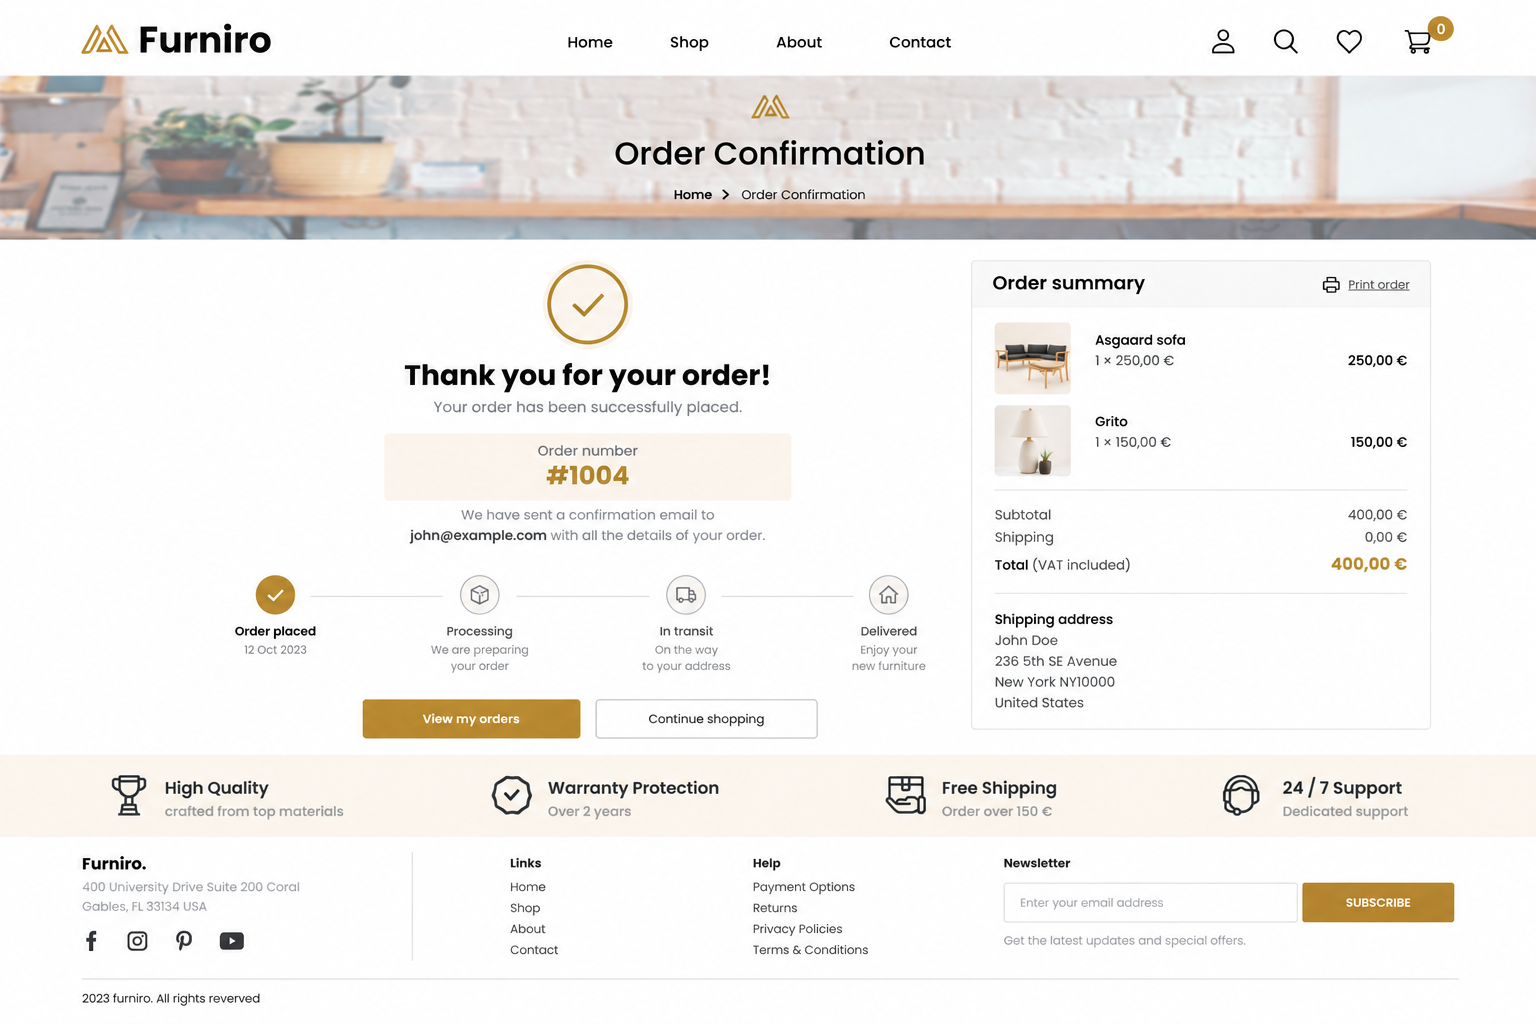 Furniro
Home
Shop
About
Contact
0
Order Confirmation
Home > Order Confirmation
Thank you for your order!
Your order has been successfully placed.
Order number
#1004
We have sent a confirmation email to
john@example.com with all the details of your order.
Order placed
12 Oct 2023
Processing
We are preparing
your order
In transit
On the way
to your address
Delivered
Enjoy your
new furniture
View my orders
Continue shopping
Order summary
Print order
Asgaard sofa
1 × 250,00 €
250,00 €
Grito
1 × 150,00 €
150,00 €
Subtotal
400,00 €
Shipping
0,00 €
Total (VAT included)
400,00 €
Shipping address
John Doe
236 5th SE Avenue
New York NY10000
United States
High Quality
crafted from top materials
Warranty Protection
Over 2 years
Free Shipping
Order over 150 €
24 / 7 Support
Dedicated support
Furniro.
400 University Drive Suite 200 Coral
Gables, FL 33134 USA
Links
Home
Shop
About
Contact
Help
Payment Options
Returns
Privacy Policies
Terms & Conditions
Newsletter
Enter your email address
SUBSCRIBE
Get the latest updates and special offers.
2023 furniro. All rights reverved